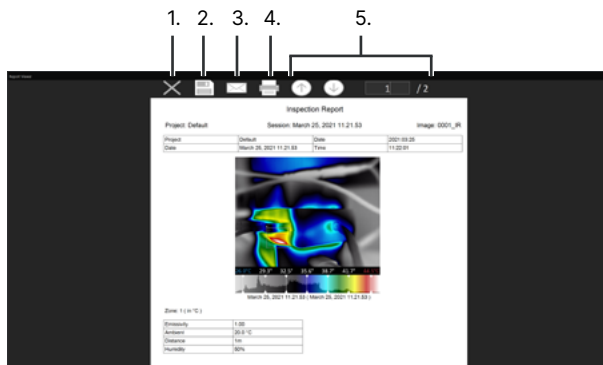 1. 2. 3. 4. 5.
Report Viewer
1 / 2
Inspection Report
Project: Default Session: March 25, 2021 11.21.53 Image: 0001_IR
Project Default Date 2021:03:25
Date March 25, 2021 11.21.53 Time 11:22:01
29.3° 32.5° 35.6° 38.7° 41.7°
March 25, 2021 11.21.53 ( March 25, 2021 11.21.53 )
Zone: 1 ( in °C )
Emissivity 1.00
Ambient 20.0 °C
Distance 1m
Humidity 60%